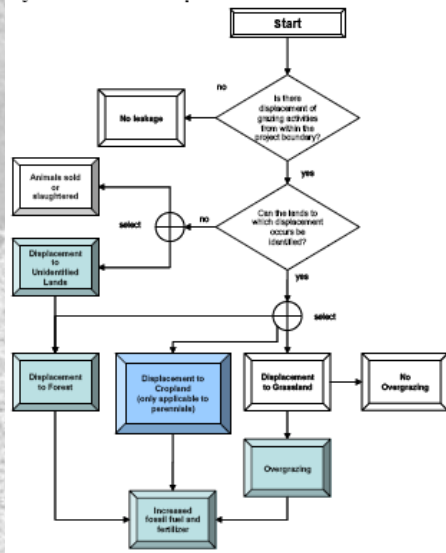 Start
no
Is there
displacement of
grazing activities
from within the
project boundary?
No leakage
yes
Animals sold
or
slaughtered
select
no
Can the lands to
which displacement
occurs be
identified?
Displacement
to
Unidentified
Lands
yes
select
Displacement
to Forest
Displacement to
Cropland
(only applicable to
perennials)
Displacement
to Grassland
No
Overgrazing
Overgrazing
Increased
fossil fuel and
fertilizer